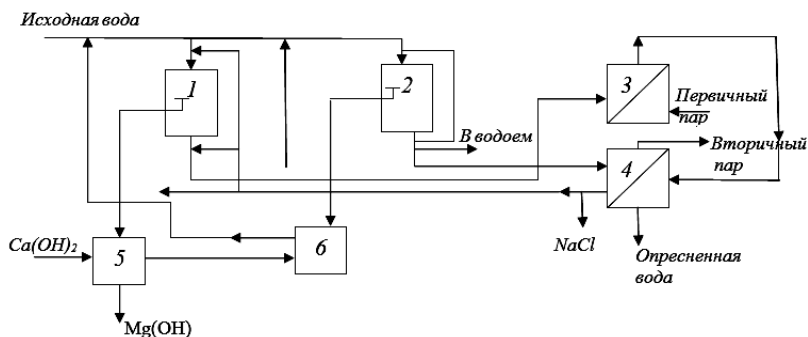 Исходная вода
1
2
3
Первичный
пар
В водоем
Вторичный
пар
4
Ca(OH)₂
5
6
NaCl
Опресненная
вода
Mg(OH)